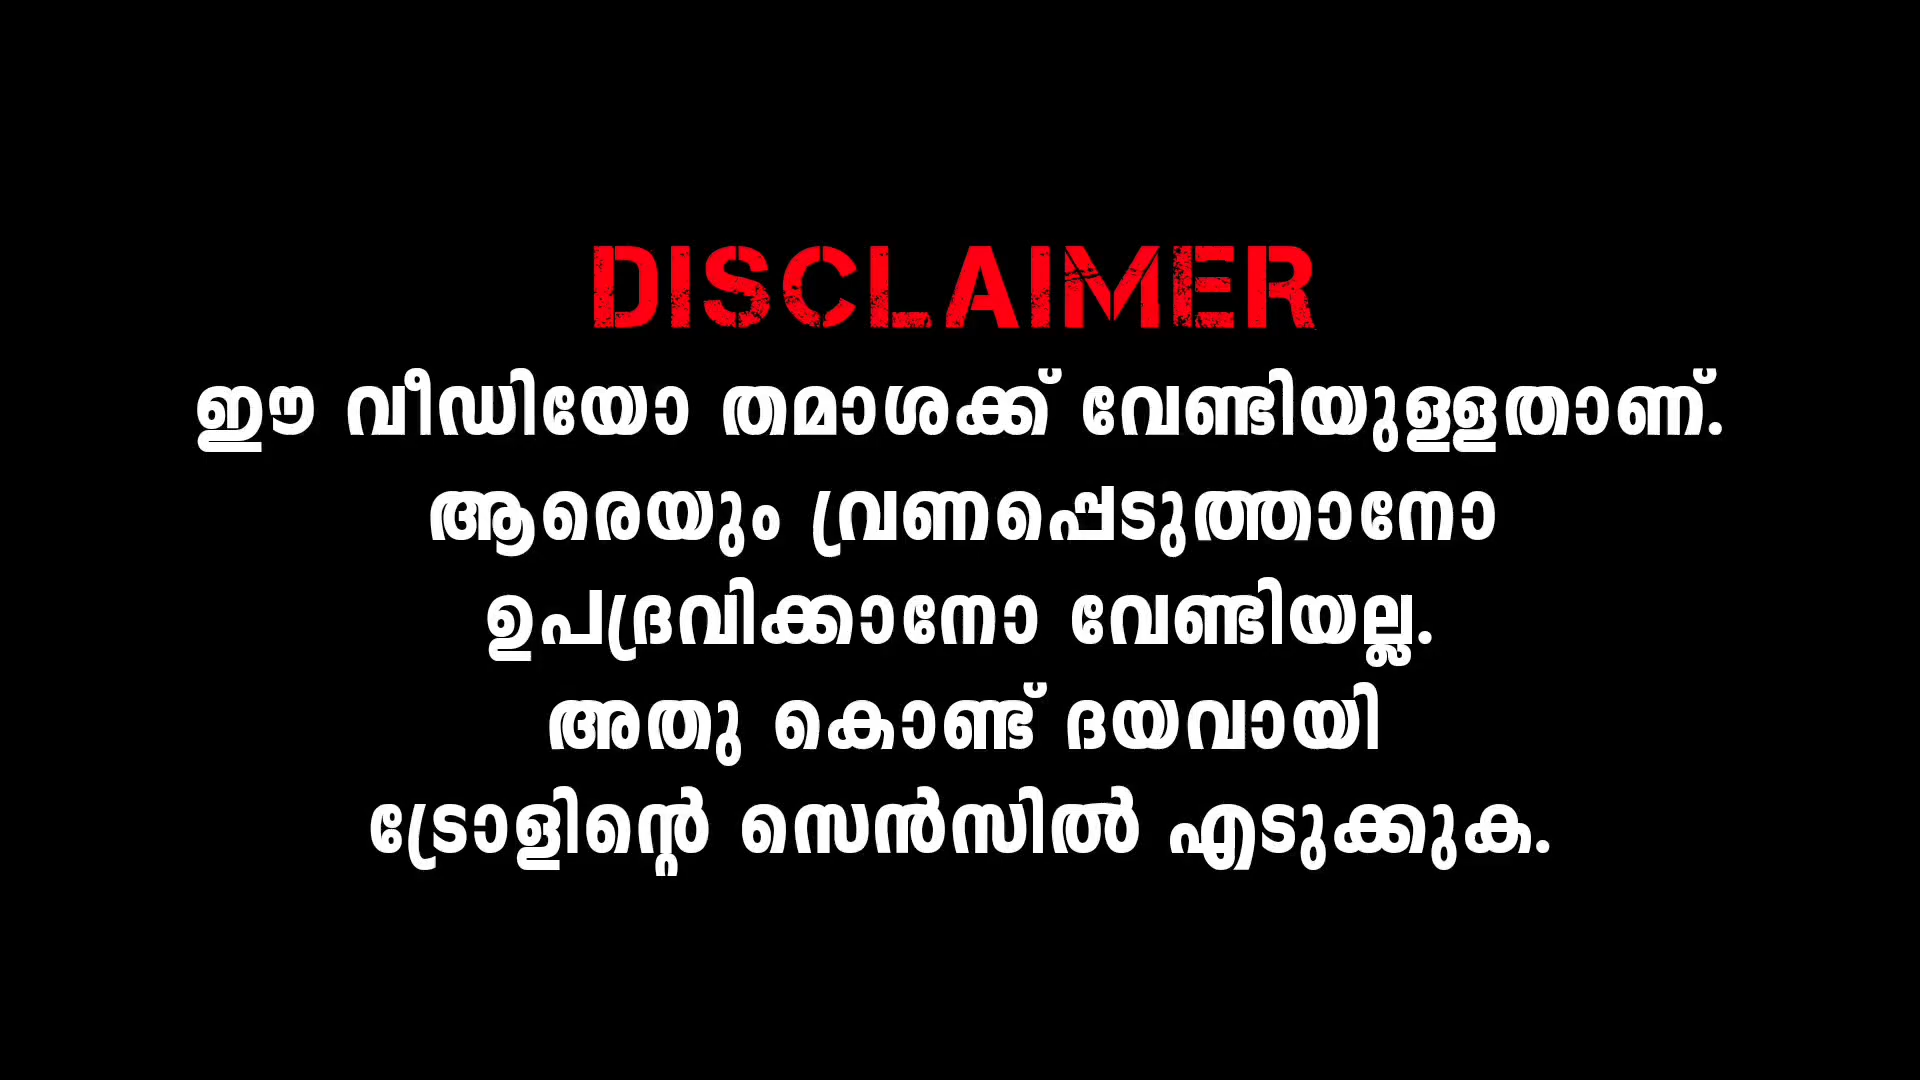 DISCLAIMER
ഈ വീഡിയോ തമാശക്ക് വേണ്ടിയുള്ളതാണ്.
ആരെയും വ്രണപ്പെടുത്താനോ
ഉപദ്രവിക്കാനോ വേണ്ടിയല്ല.
അതു കൊണ്ട് ദയവായി
ട്രോളിന്റെ സെൻസിൽ എടുക്കുക.